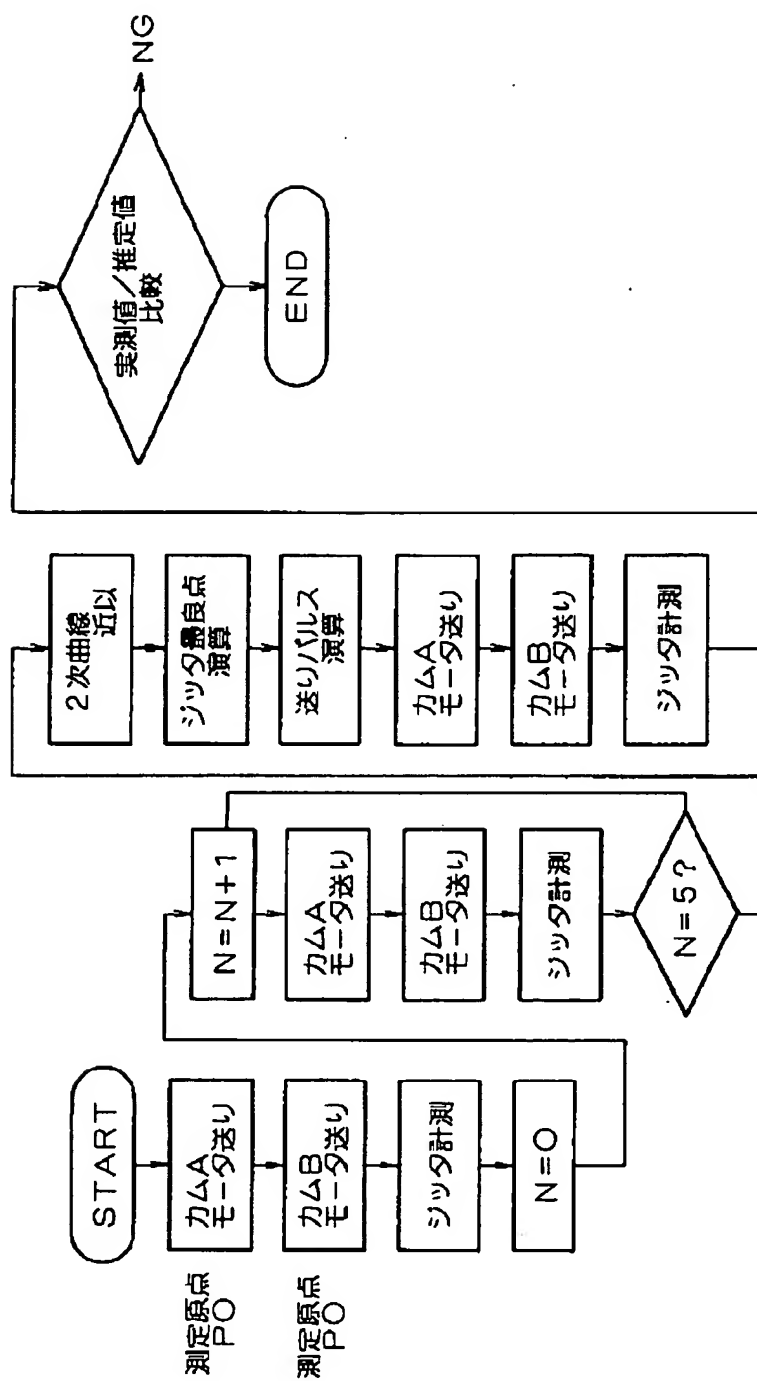 START
測定原点
PO
カムA
モータ送り
測定原点
PO
カムB
モータ送り
ジッタ計測
N=0
N=N+1
カムA
モータ送り
カムB
モータ送り
ジッタ計測
N=5?
2次曲線
近以
ジッタ最良点
演算
送りパルス
演算
カムA
モータ送り
カムB
モータ送り
ジッタ計測
実測値/推定値
比較
NG
END